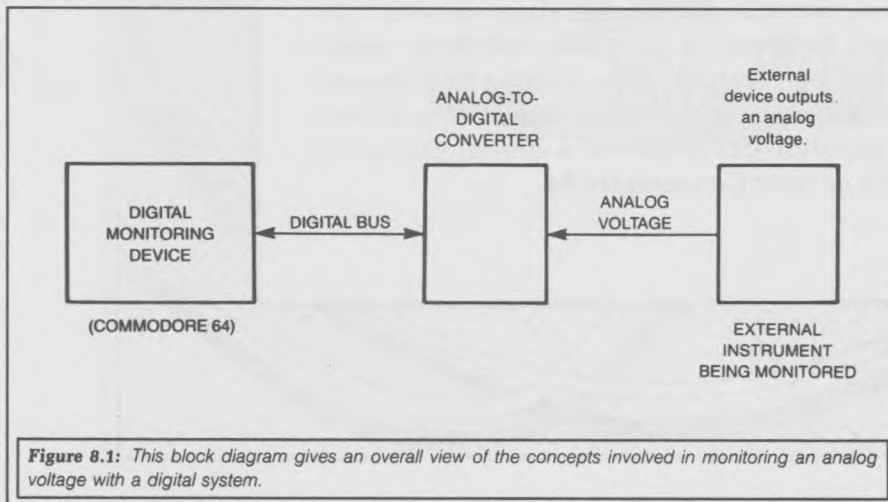 DIGITAL
MONITORING
DEVICE
(COMMODORE 64)
DIGITAL BUS
ANALOG-TO-
DIGITAL
CONVERTER
ANALOG
VOLTAGE
External
device outputs
an analog
voltage.
EXTERNAL
INSTRUMENT
BEING MONITORED
Figure 8.1: This block diagram gives an overall view of the concepts involved in monitoring an analog
voltage with a digital system.